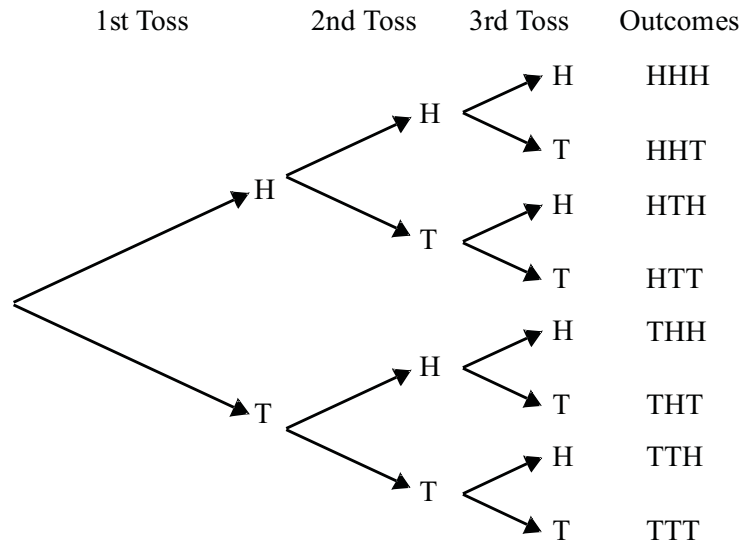 1st Toss 2nd Toss 3rd Toss Outcomes
H HHH
H
T HHT
H
H HTH
T
T HTT
H THH
H
T THT
T
H TTH
T
T TTT